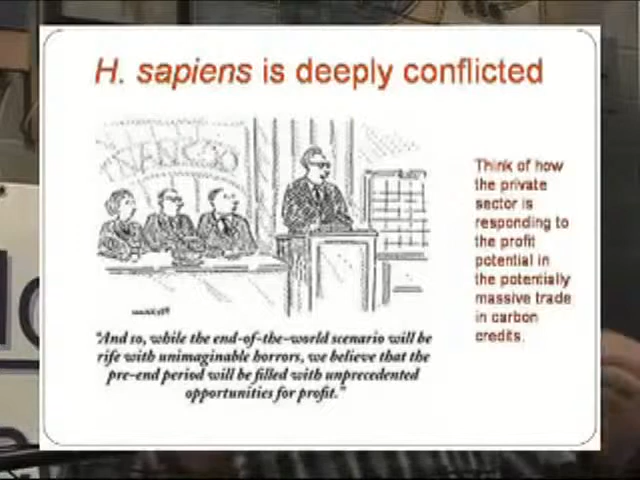 H. sapiens is deeply conflicted
Think of how
the private
sector is
responding to
the profit
potential in
the potentially
massive trade
in carbon
credits.
"And so, while the end-of-the-world scenario will be
rife with unimaginable horrors, we believe that the
pre-end period will be filled with unprecedented
opportunities for profit."